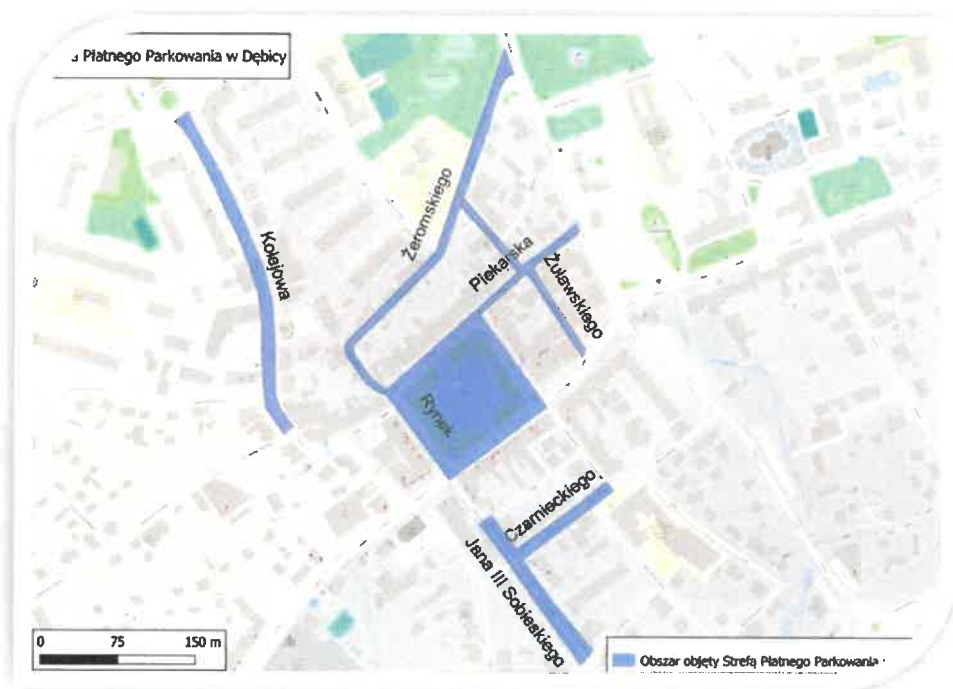 Płatnego Parkowania w Dębicy
Żeromskiego
Kolejowa
Piekarska
Żuławskiego
Rynek
Czarnieckiego
Jana III Sobieskiego
0 75 150 m
Obszar objęty Strefą Płatnego Parkowania